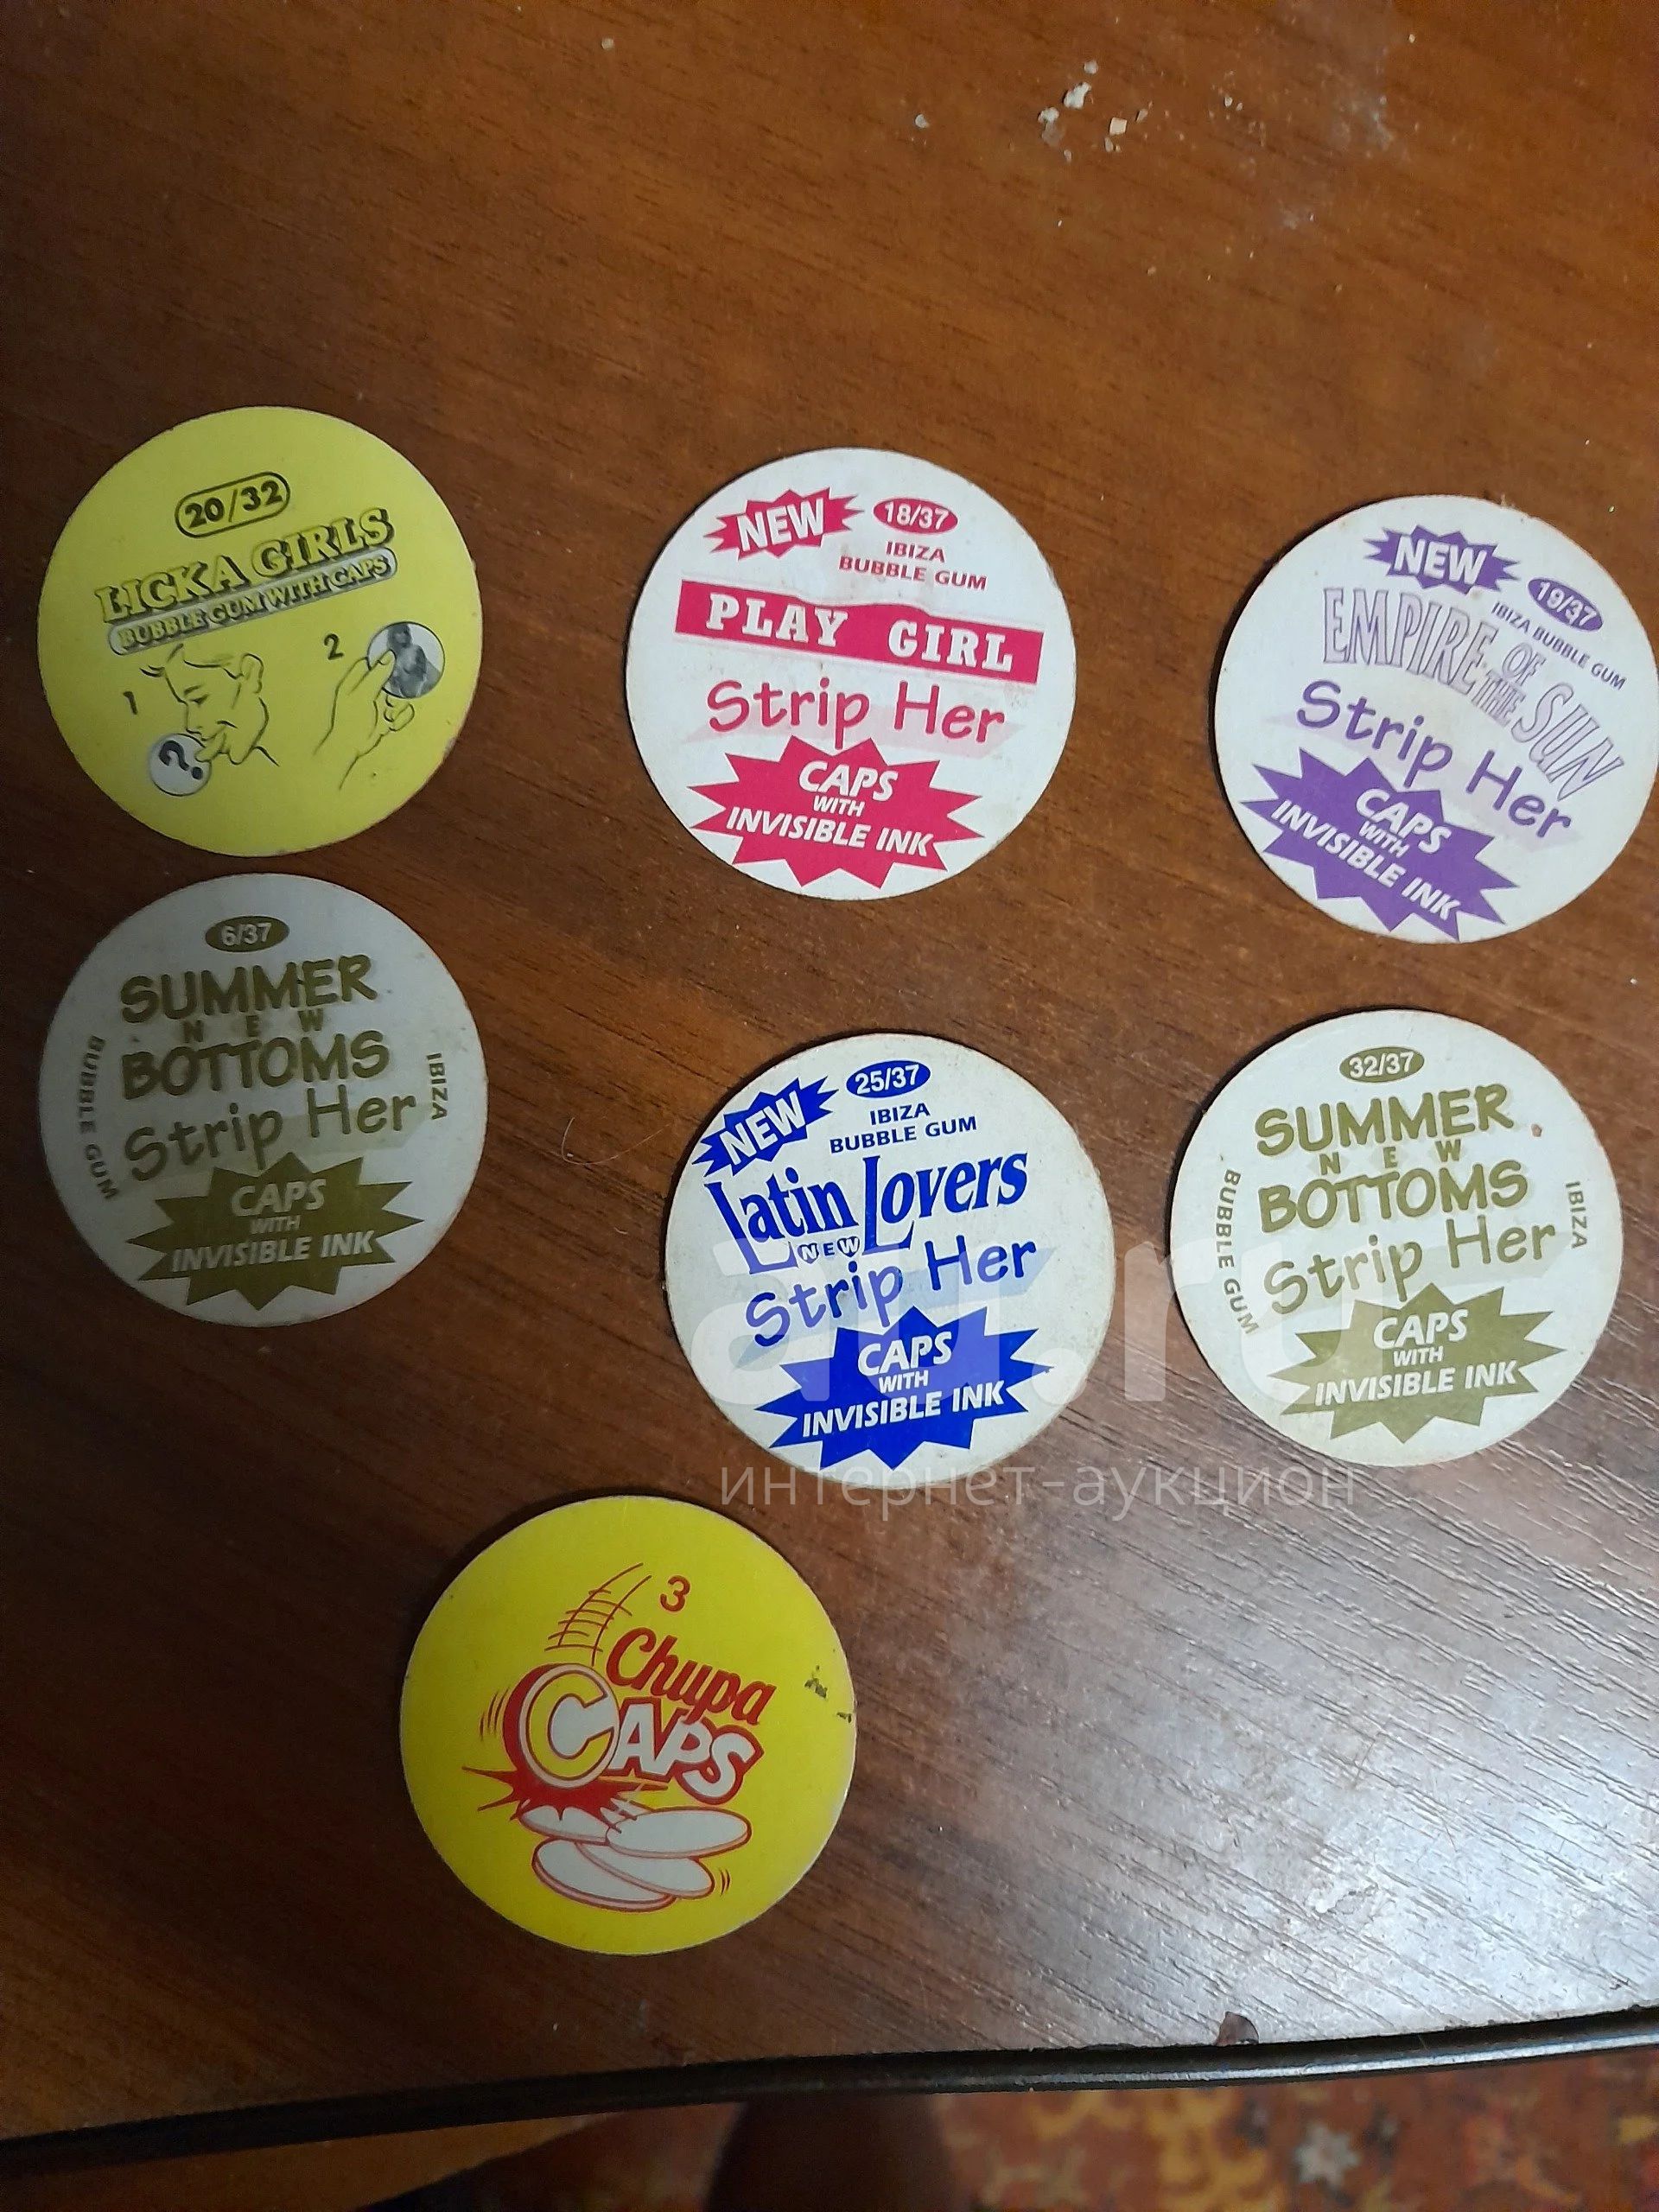 20/32
LICKA GIRLS
BUBBLE GUM WITH CAPS
1
2
?
NEW
18/37
IBIZA
BUBBLE GUM
PLAY GIRL
Strip Her
CAPS
WITH
INVISIBLE INK
NEW
19/37
IBIZA BUBBLE GUM
EMPIRE OF THE SUN
Strip Her
CAPS
WITH
INVISIBLE INK
6/37
SUMMER
NEW
BOTTOMS
Strip Her
BUBBLE GUM
IBIZA
CAPS
WITH
INVISIBLE INK
NEW
25/37
IBIZA
BUBBLE GUM
Latin Lovers
NEW
Strip Her
CAPS
WITH
INVISIBLE INK
32/37
SUMMER
NEW
BOTTOMS
Strip Her
BUBBLE GUM
IBIZA
CAPS
WITH
INVISIBLE INK
au.ru
интернет-аукцион
3
Chupa
CAPS